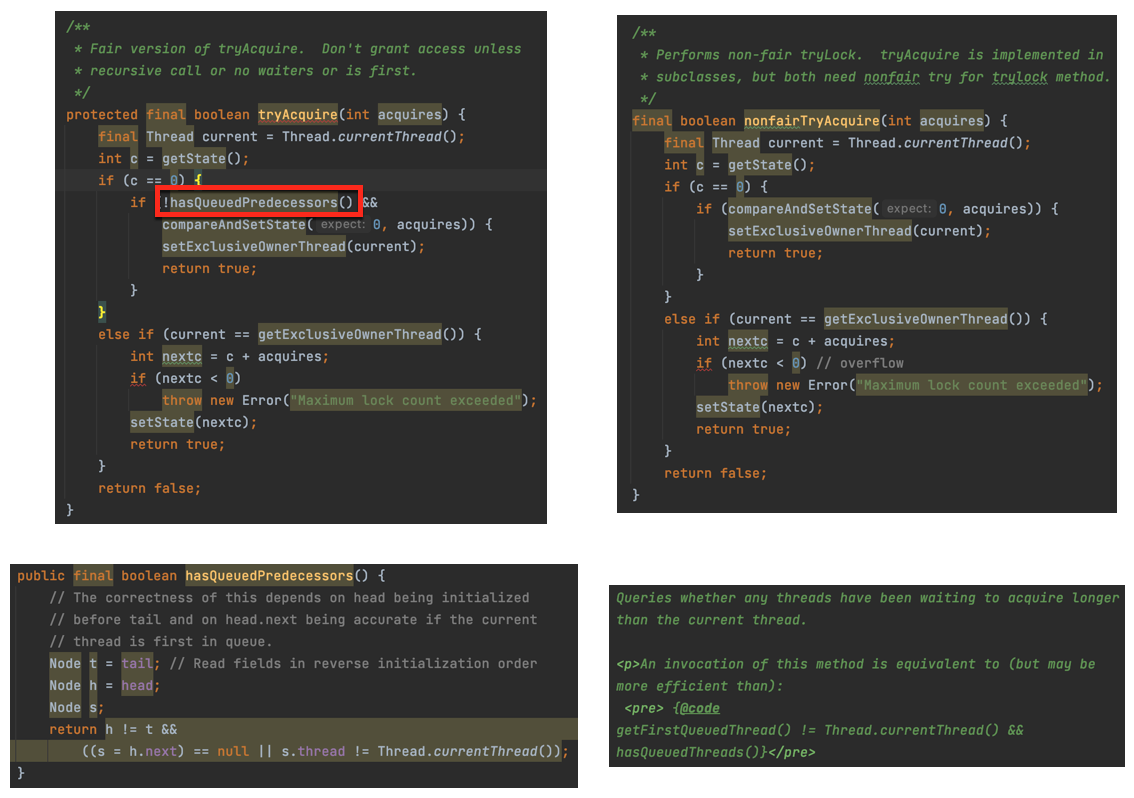 /**
 * Fair version of tryAcquire.  Don't grant access unless
 * recursive call or no waiters or is first.
 */
protected final boolean tryAcquire(int acquires) {
    final Thread current = Thread.currentThread();
    int c = getState();
    if (c == 0) {
        if (!hasQueuedPredecessors() &&
            compareAndSetState( expect: 0, acquires)) {
            setExclusiveOwnerThread(current);
            return true;
        }
    }
    else if (current == getExclusiveOwnerThread()) {
        int nextc = c + acquires;
        if (nextc < 0)
            throw new Error("Maximum lock count exceeded");
        setState(nextc);
        return true;
    }
    return false;
}
/**
 * Performs non-fair tryLock.  tryAcquire is implemented in
 * subclasses, but both need nonfair try for trylock method.
 */
final boolean nonfairTryAcquire(int acquires) {
    final Thread current = Thread.currentThread();
    int c = getState();
    if (c == 0) {
        if (compareAndSetState( expect: 0, acquires)) {
            setExclusiveOwnerThread(current);
            return true;
        }
    }
    else if (current == getExclusiveOwnerThread()) {
        int nextc = c + acquires;
        if (nextc < 0) // overflow
            throw new Error("Maximum lock count exceeded");
        setState(nextc);
        return true;
    }
    return false;
}
public final boolean hasQueuedPredecessors() {
    // The correctness of this depends on head being initialized
    // before tail and on head.next being accurate if the current
    // thread is first in queue.
    Node t = tail; // Read fields in reverse initialization order
    Node h = head;
    Node s;
    return h != t &&
        ((s = h.next) == null || s.thread != Thread.currentThread());
}
Queries whether any threads have been waiting to acquire longer
than the current thread.
<p>An invocation of this method is equivalent to (but may be
more efficient than):
 <pre> {@code
getFirstQueuedThread() != Thread.currentThread() &&
hasQueuedThreads()}</pre>